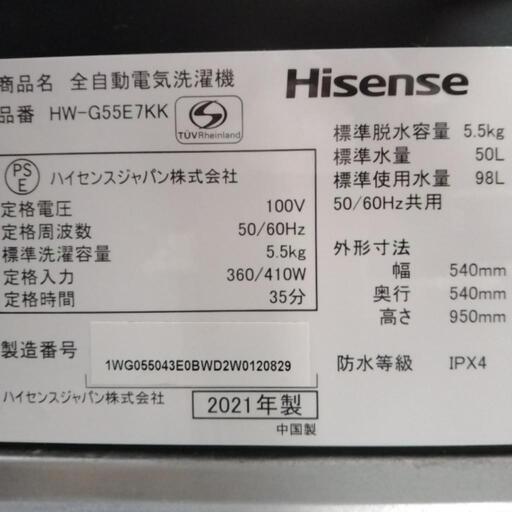 商品名 全自動電気洗濯機
品番 HW-G55E7KK
TÜVRheinland
Hisense
PS
E
ハイセンスジャパン株式会社
定格電圧 100V
定格周波数 50/60Hz
標準洗濯容量 5.5kg
定格入力 360/410W
定格時間 35分
標準脱水容量 5.5kg
標準水量 50L
標準使用水量 98L
50/60Hz共用
外形寸法
幅 540mm
奥行 540mm
高さ 950mm
防水等級 IPX4
製造番号 1WG055043E0BWD2W0120829
ハイセンスジャパン株式会社
2021年製
中国製